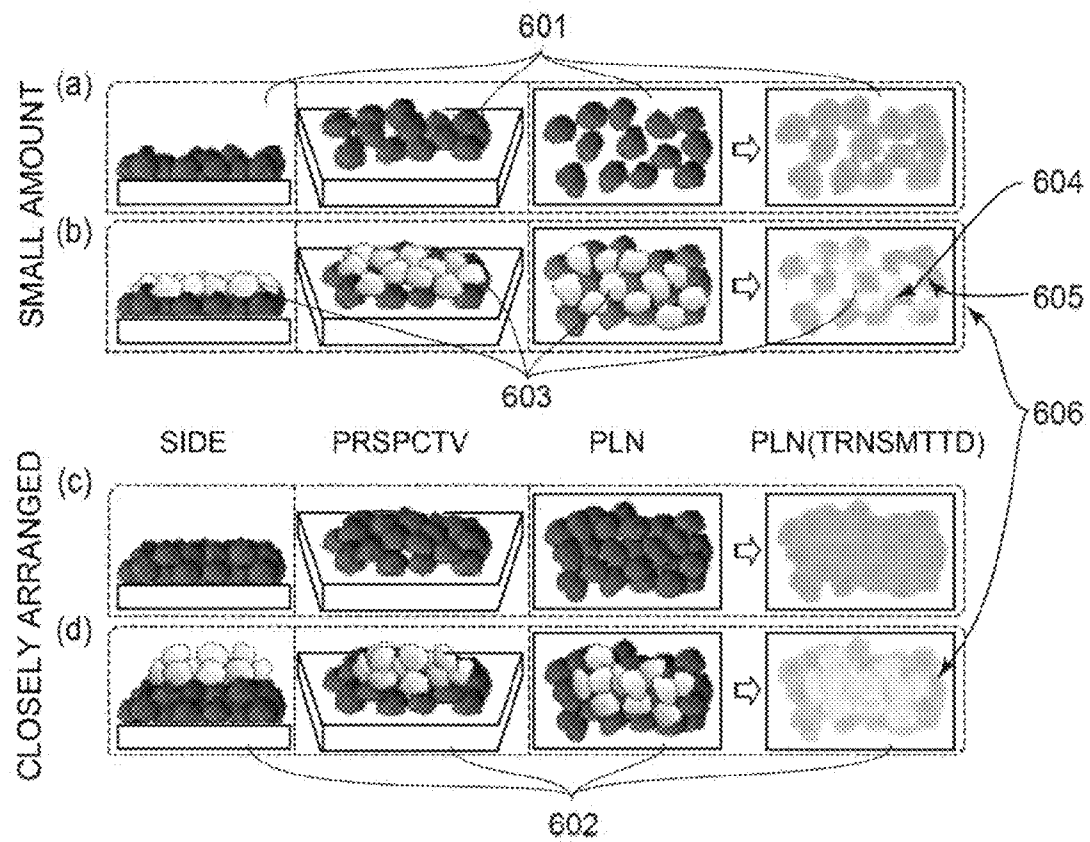 601
SMALL AMOUNT
(a)
604
(b)
605
603
606
SIDE PRSPCTV PLN PLN(TRNSMTTD)
CLOSELY ARRANGED
(c)
(d)
602